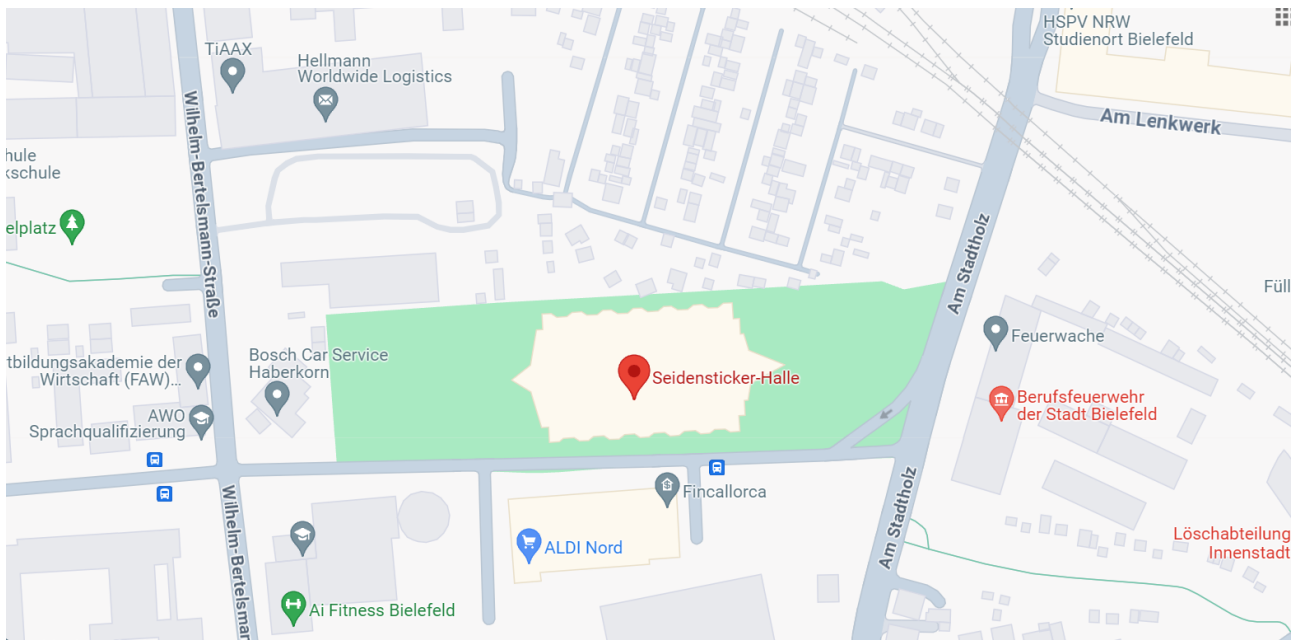 HSPV NRW
Studienort Bielefeld
TiAAX
Hellmann
Worldwide Logistics
Wilhelm-Bertelsmann-Straße
Am Lenkwerk
hule
kschule
elplatz
Am Stadtholz
Füll
Feuerwache
Bosch Car Service
Haberkorn
tbildungsakademie der
Wirtschaft (FAW)...
Seidensticker-Halle
Berufsfeuerwehr
der Stadt Bielefeld
AWO
Sprachqualifizierung
Fincallorca
Am Stadtholz
Wilhelm-Bertelsman
ALDI Nord
Löschabteilung
Innenstadt
Ai Fitness Bielefeld